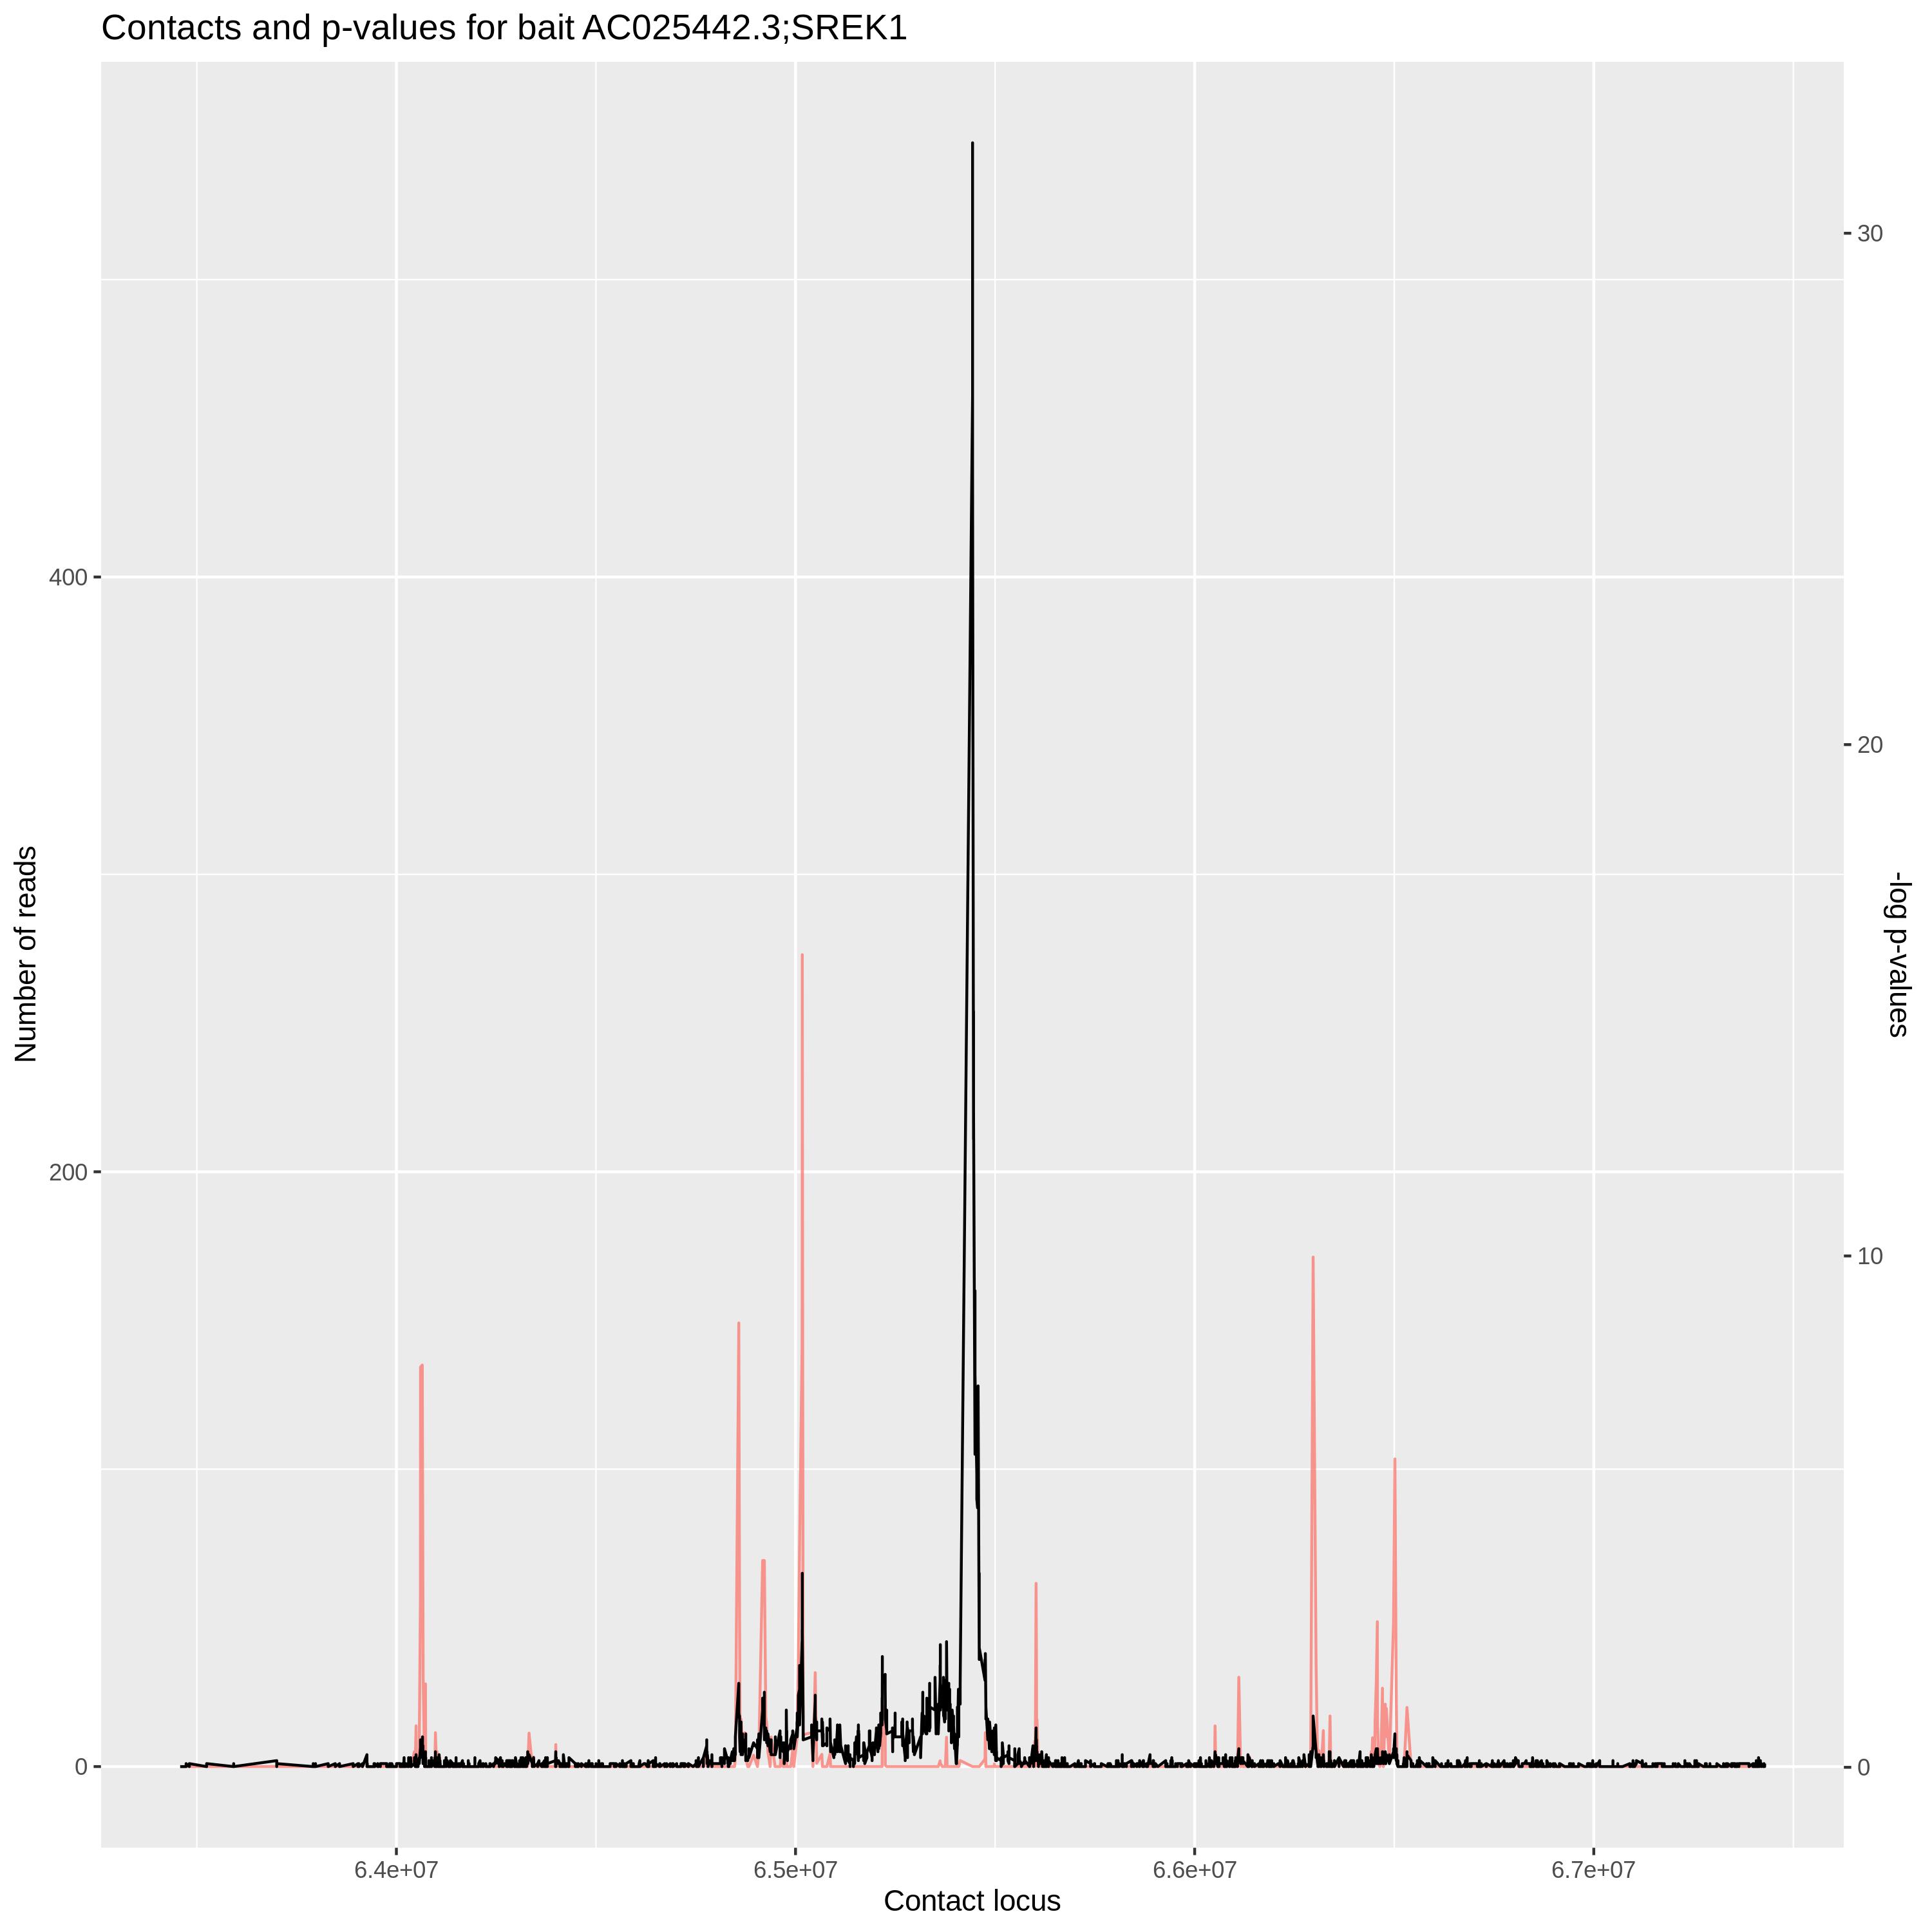 Contacts and p-values for bait AC025442.3;SREK1
30
400
20
Number of reads
-log p-values
200
10
0
0
6.4e+07
6.5e+07
6.6e+07
6.7e+07
Contact locus